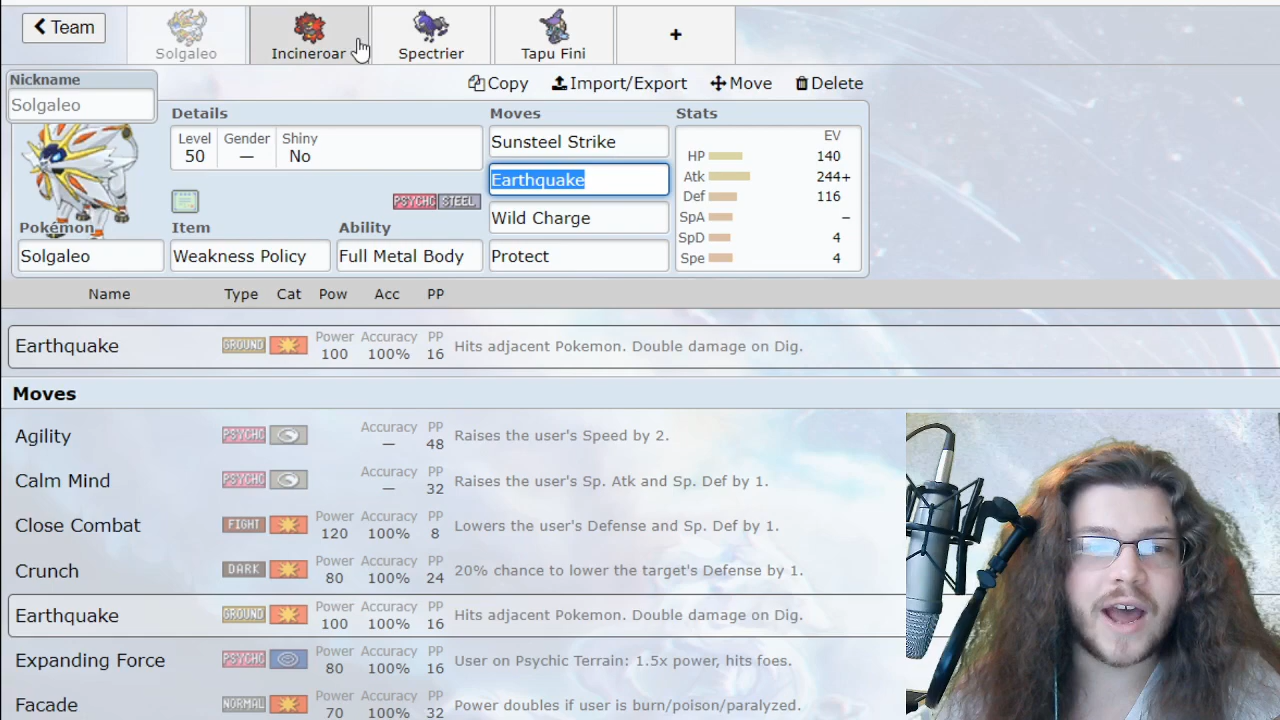 Team
Solgaleo
Incineroar
Spectrier
Tapu Fini
+
Copy
Import/Export
Move
Delete
Nickname
Solgaleo
Details
Moves
Stats
Level Gender Shiny
50 — No
PSYCHC STEEL
Pokémon
Item
Ability
Solgaleo
Weakness Policy
Full Metal Body
Sunsteel Strike
Earthquake
Wild Charge
Protect
EV
HP 140
Atk 244+
Def 116
SpA –
SpD 4
Spe 4
Name Type Cat Pow Acc PP
Earthquake GROUND Power 100 Accuracy 100% PP 16 Hits adjacent Pokemon. Double damage on Dig.
Moves
Agility PSYCHC Accuracy — PP 48 Raises the user's Speed by 2.
Calm Mind PSYCHC Accuracy — PP 32 Raises the user's Sp. Atk and Sp. Def by 1.
Close Combat FIGHT Power 120 Accuracy 100% PP 8 Lowers the user's Defense and Sp. Def by 1.
Crunch DARK Power 80 Accuracy 100% PP 24 20% chance to lower the target's Defense by 1.
Earthquake GROUND Power 100 Accuracy 100% PP 16 Hits adjacent Pokemon. Double damage on Dig.
Expanding Force PSYCHC Power 80 Accuracy 100% PP 16 User on Psychic Terrain: 1.5x power, hits foes.
Facade NORMAL Power 70 Accuracy 100% PP 32 Power doubles if user is burn/poison/paralyzed.